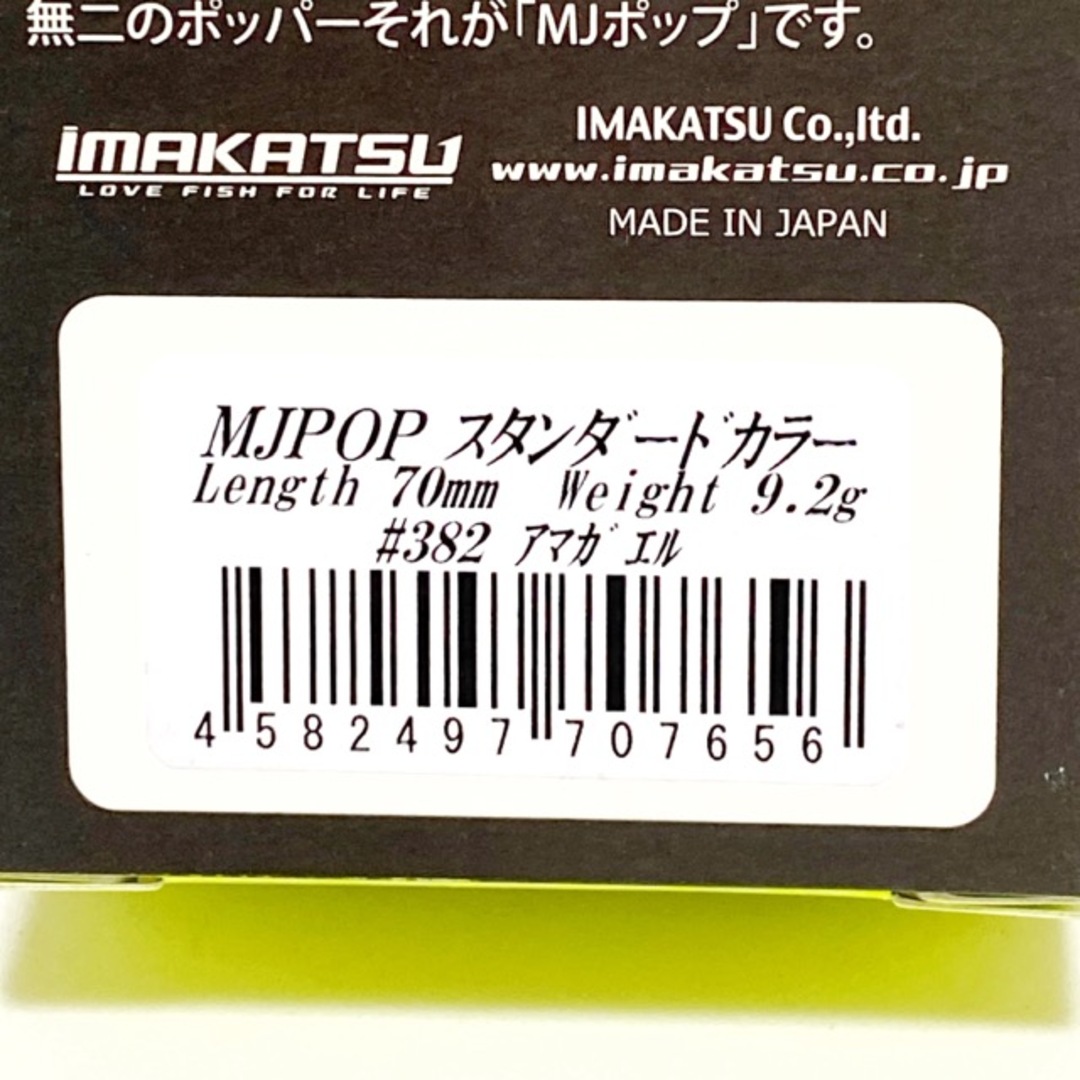 無二のポッパーそれが「MJポップ」です。
IMAKATSU
LOVE FISH FOR LIFE
IMAKATSU Co.,ltd.
www.imakatsu.co.jp
MADE IN JAPAN
MJPOP スタンダードカラー
Length 70mm Weight 9.2g
#382 アマガエル
4 582497 707656